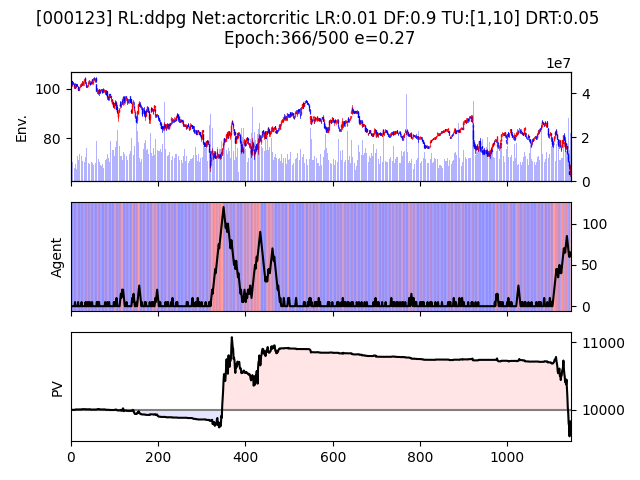 [000123] RL:ddpg Net:actorcritic LR:0.01 DF:0.9 TU:[1,10] DRT:0.05
Epoch:366/500 e=0.27
1e7
100
80
Env.
4
2
0
Agent
100
50
0
PV
11000
10000
0 200 400 600 800 1000